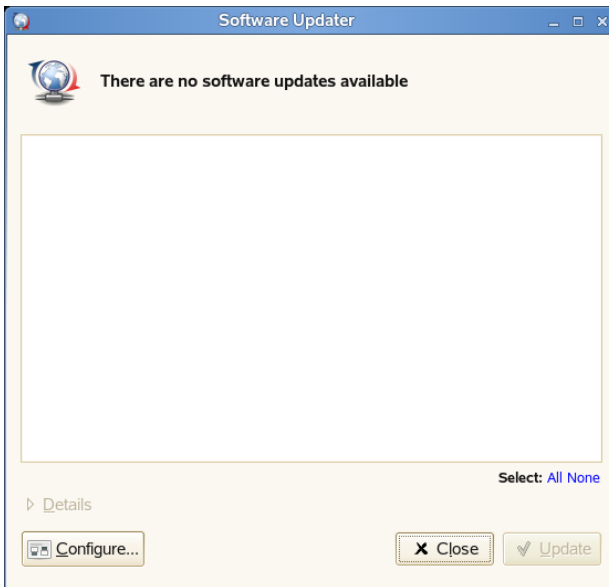 Software Updater
There are no software updates available
Select: All None
Details
Configure...
Close
Update